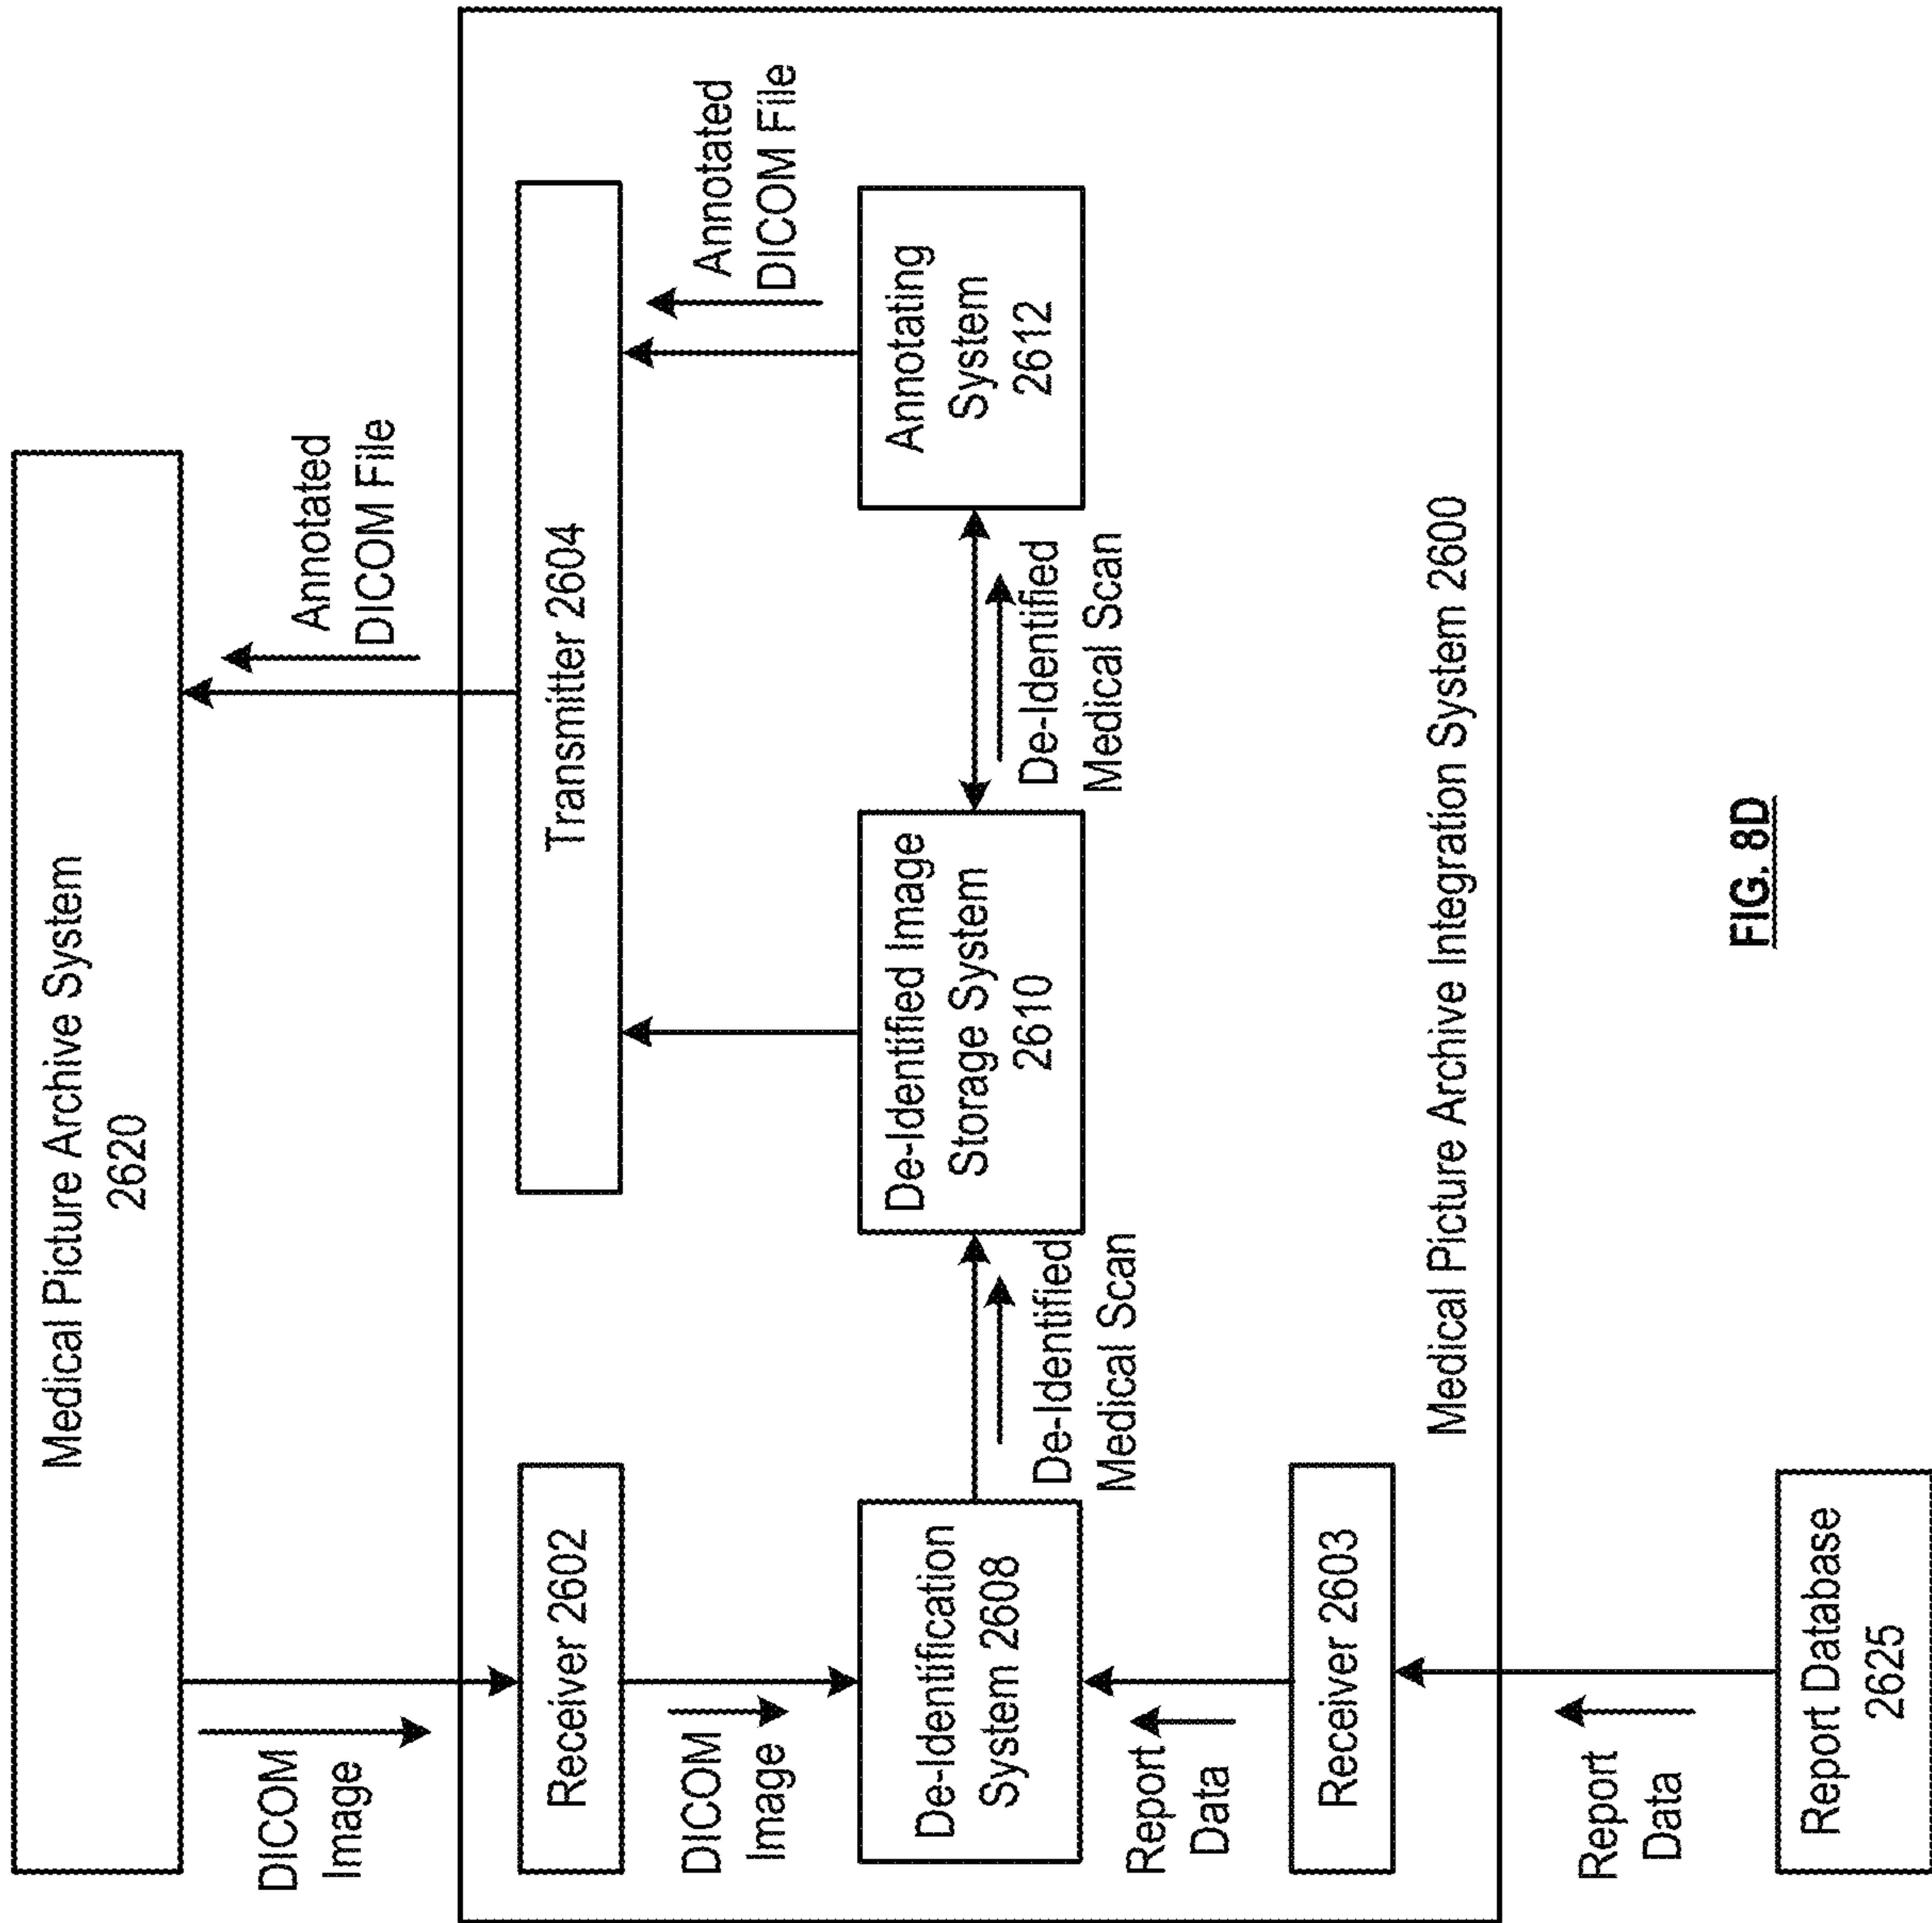 Medical Picture Archive System
2620
DICOM
Image
Annotated
DICOM File
Receiver 2602
Transmitter 2604
DICOM
Image
Annotated
DICOM File
De-Identification
System 2608
De-Identified Image
Storage System
2610
Annotating
System
2612
De-Identified
Medical Scan
De-Identified
Medical Scan
Report
Data
Receiver 2603
Medical Picture Archive Integration System 2600
Report
Data
Report Database
2625
FIG. 8D